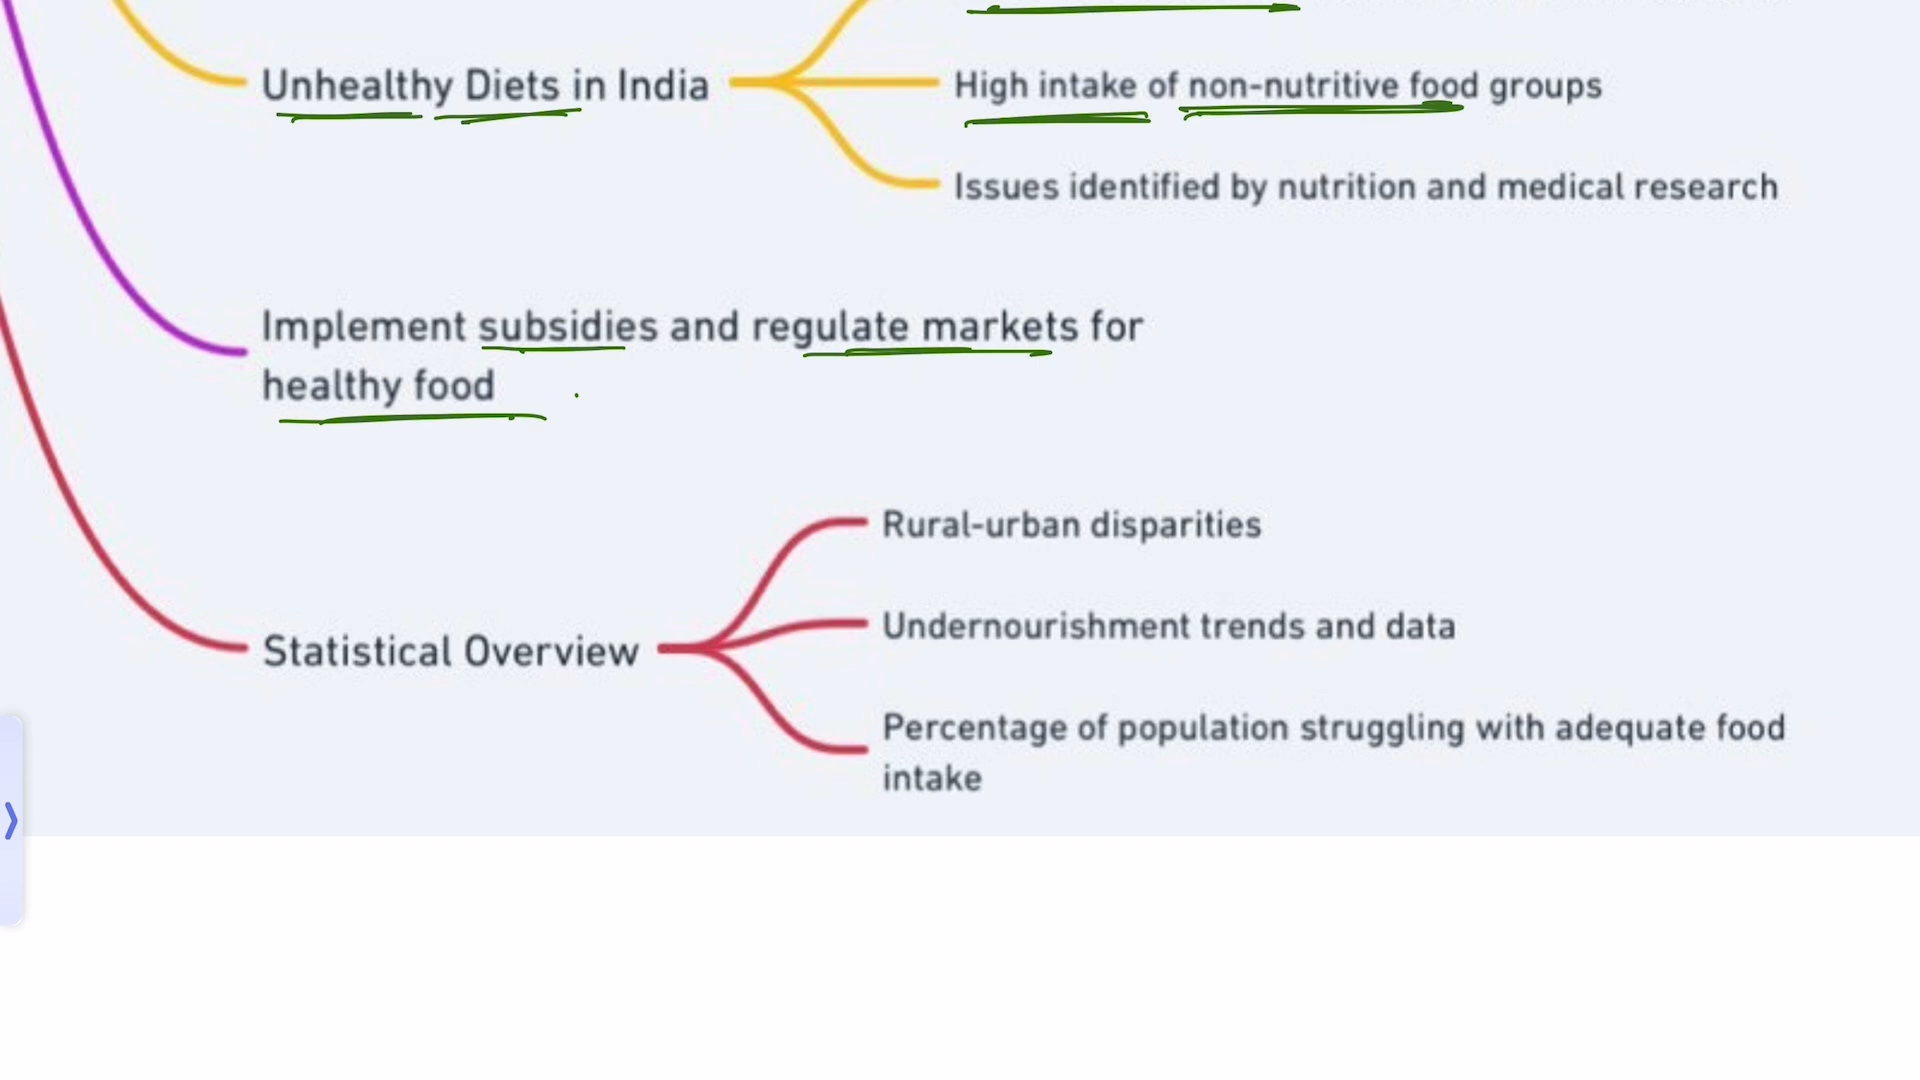 Unhealthy Diets in India
High intake of non-nutritive food groups
Issues identified by nutrition and medical research
Implement subsidies and regulate markets for
healthy food
Statistical Overview
Rural-urban disparities
Undernourishment trends and data
Percentage of population struggling with adequate food
intake